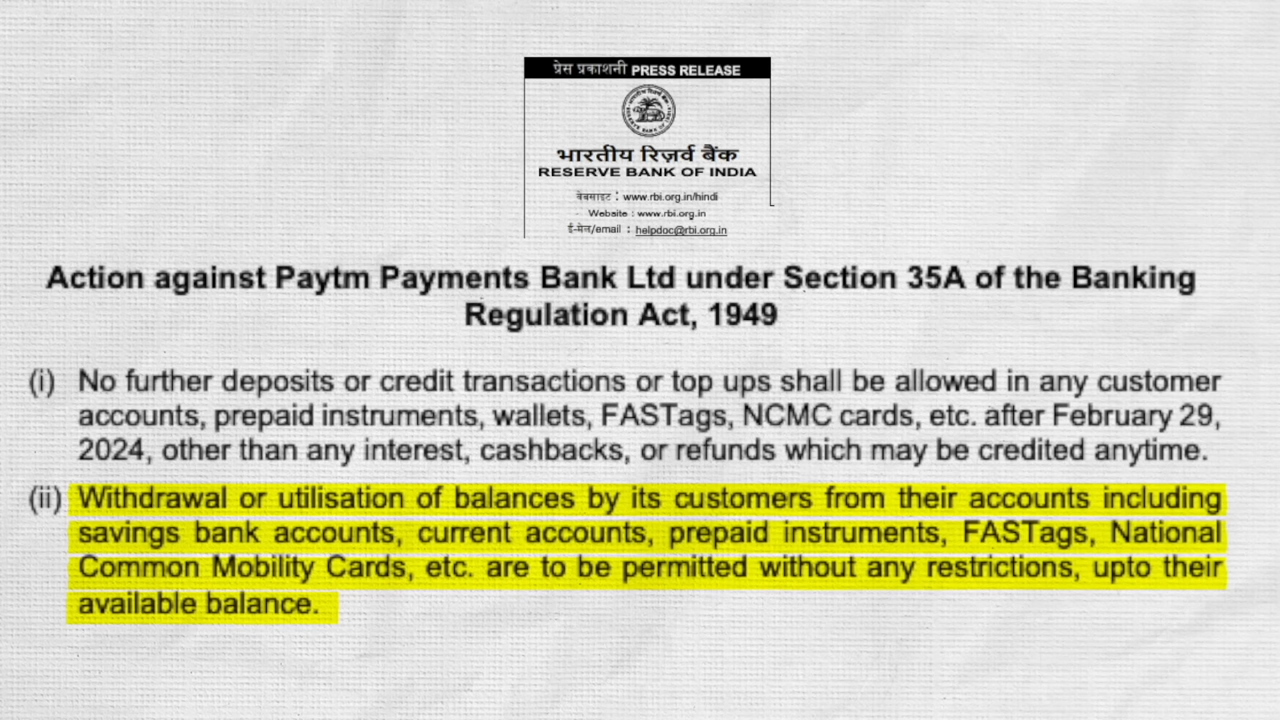 प्रेस प्रकाशनी PRESS RELEASE
भारतीय रिज़र्व बैंक
RESERVE BANK OF INDIA
वेबसाइट : www.rbi.org.in/hindi
Website : www.rbi.org.in
ई-मेल/email : helpdoc@rbi.org.in
Action against Paytm Payments Bank Ltd under Section 35A of the Banking
Regulation Act, 1949
(i) No further deposits or credit transactions or top ups shall be allowed in any customer
accounts, prepaid instruments, wallets, FASTags, NCMC cards, etc. after February 29,
2024, other than any interest, cashbacks, or refunds which may be credited anytime.
(ii) Withdrawal or utilisation of balances by its customers from their accounts including
savings bank accounts, current accounts, prepaid instruments, FASTags, National
Common Mobility Cards, etc. are to be permitted without any restrictions, upto their
available balance.